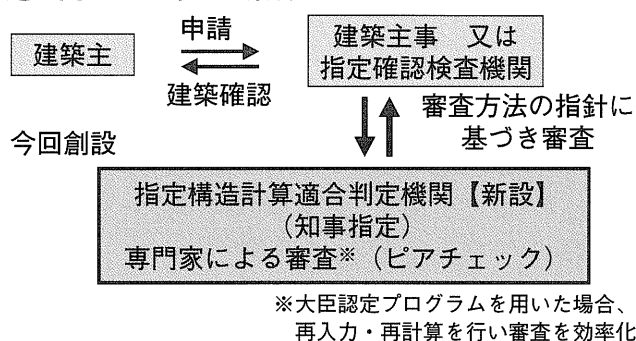 申請
建築主
建築主事　又は
指定確認検査機関
建築確認
審査方法の指針に
基づき審査
今回創設
指定構造計算適合判定機関【新設】
（知事指定）
専門家による審査※（ピアチェック）
※大臣認定プログラムを用いた場合、
再入力・再計算を行い審査を効率化